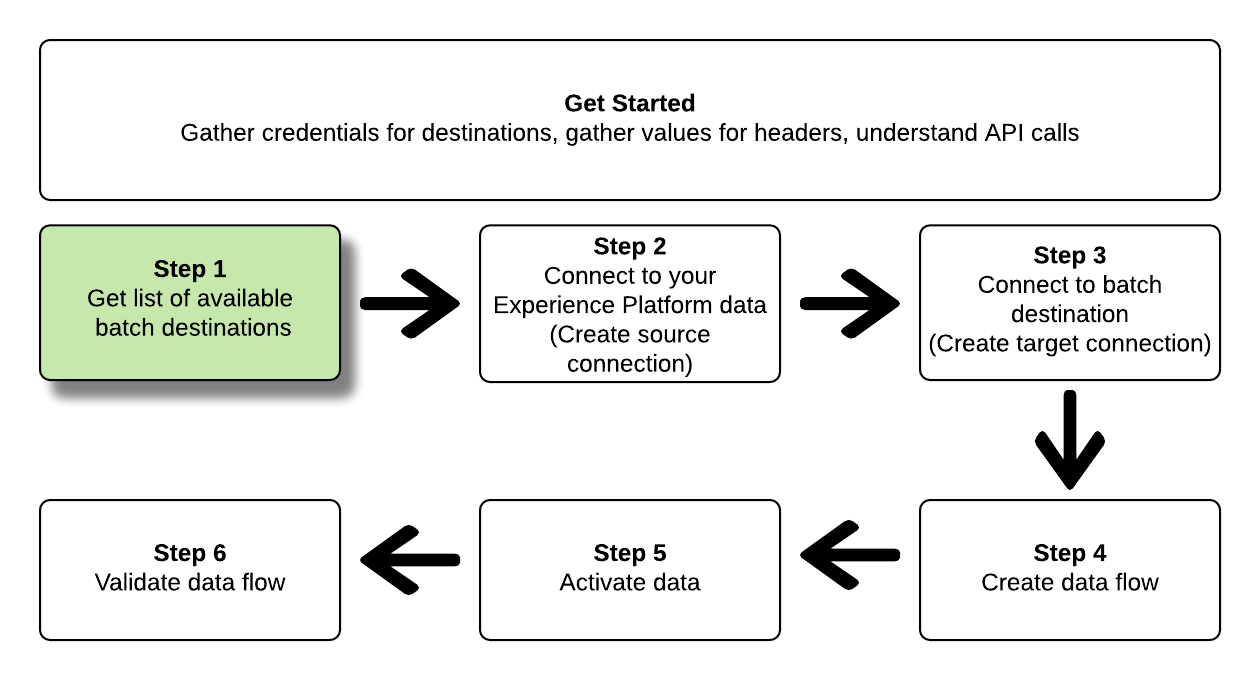 Get Started
Gather credentials for destinations, gather values for headers, understand API calls
Step 1
Get list of available
batch destinations
Step 2
Connect to your
Experience Platform data
(Create source
connection)
Step 3
Connect to batch
destination
(Create target connection)
Step 4
Create data flow
Step 5
Activate data
Step 6
Validate data flow